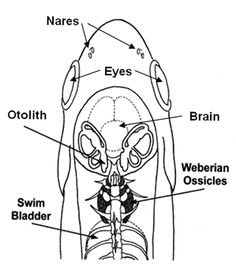 Nares
Eyes
Otolith
Brain
Weberian
Ossicles
Swim
Bladder